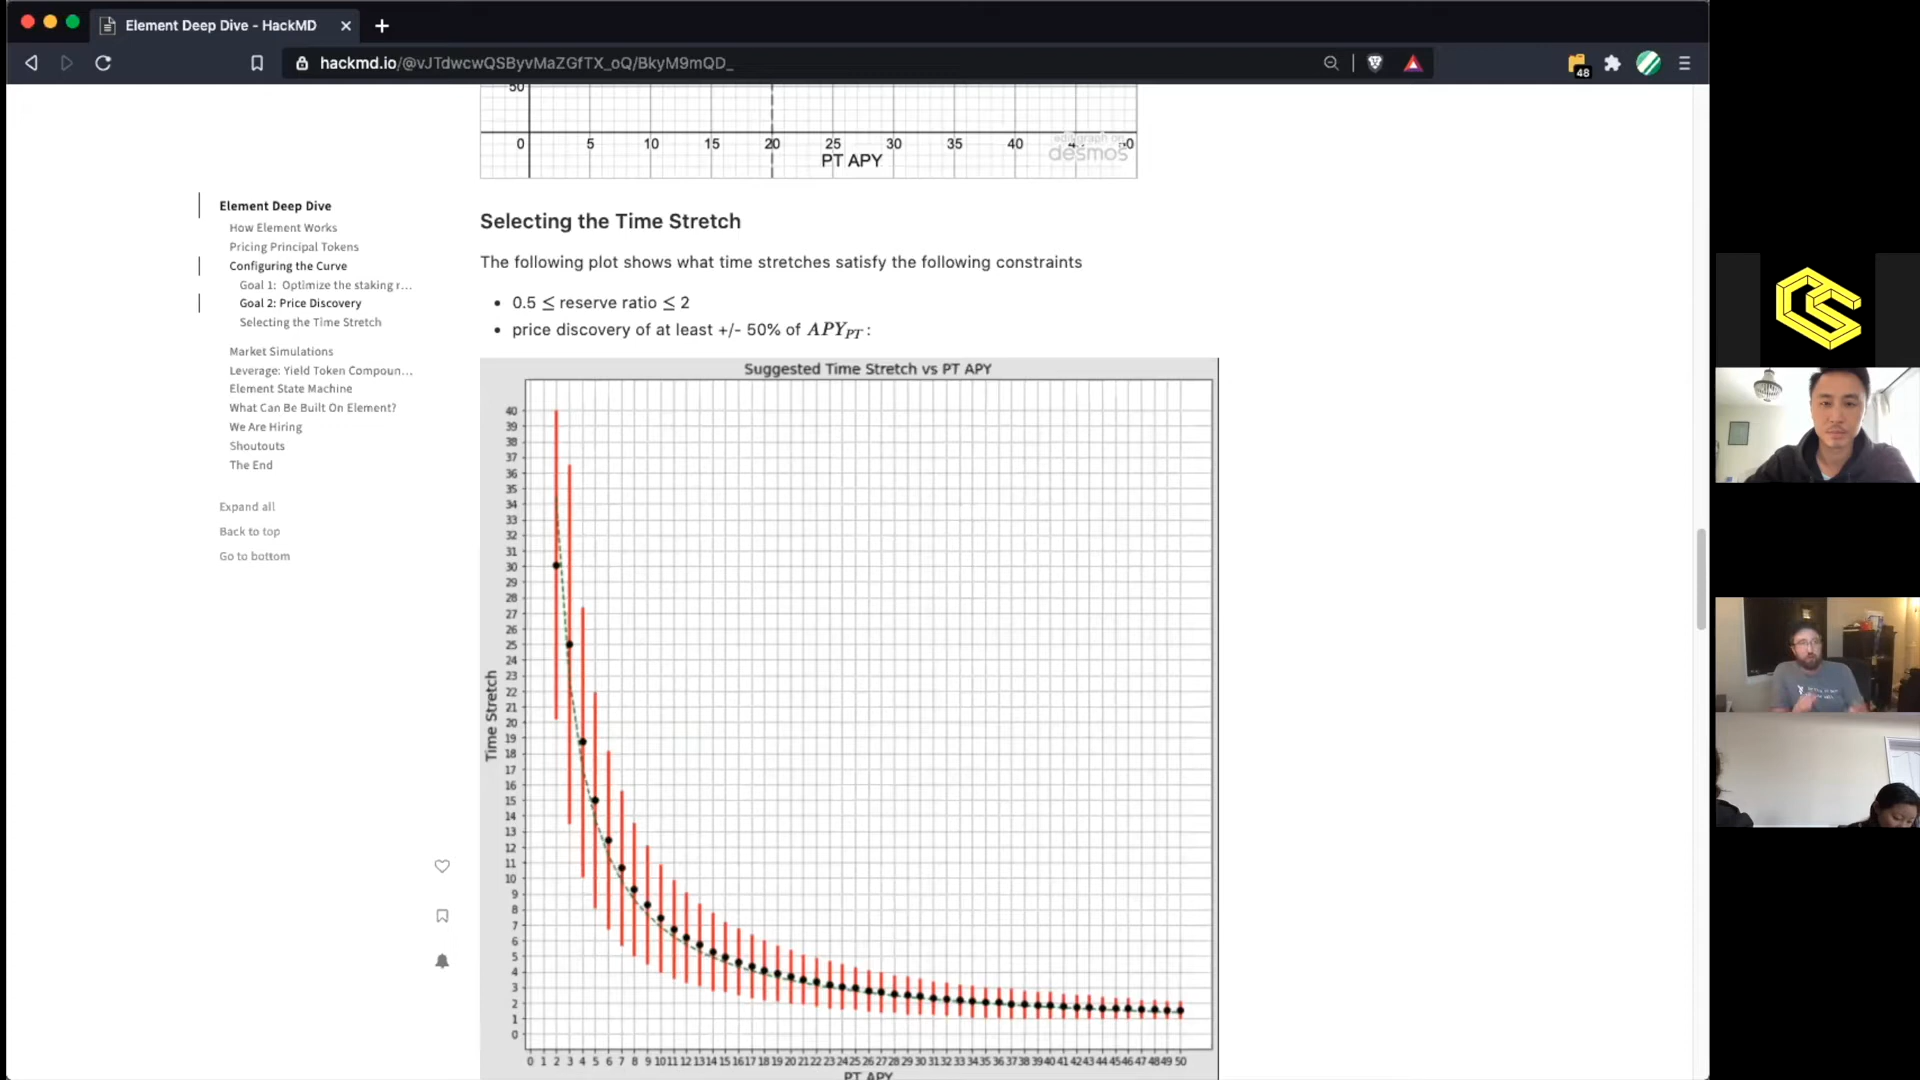 Element Deep Dive - HackMD
hackmd.io/@vJTdwcwQSByvMaZGfTX_oQ/BkyM9mQD_
48
50
0 5 10 15 20 25 30 35 40
PT APY
desmos
Element Deep Dive
How Element Works
Pricing Principal Tokens
Configuring the Curve
Goal 1: Optimize the staking r...
Goal 2: Price Discovery
Selecting the Time Stretch
Market Simulations
Leverage: Yield Token Compoun...
Element State Machine
What Can Be Built On Element?
We Are Hiring
Shoutouts
The End
Expand all
Back to top
Go to bottom
Selecting the Time Stretch
The following plot shows what time stretches satisfy the following constraints
• 0.5 ≤ reserve ratio ≤ 2
• price discovery of at least +/- 50% of APY_PT:
Suggested Time Stretch vs PT APY
40
39
38
37
36
35
34
33
32
31
30
29
28
27
26
25
24
23
22
21
20
19
18
17
16
15
14
13
12
11
10
9
8
7
6
5
4
3
2
1
0
Time Stretch
0 1 2 3 4 5 6 7 8 9 10 11 12 13 14 15 16 17 18 19 20 21 22 23 24 25 26 27 28 29 30 31 32 33 34 35 36 37 38 39 40 41 42 43 44 45 46 47 48 49 50
PT APY